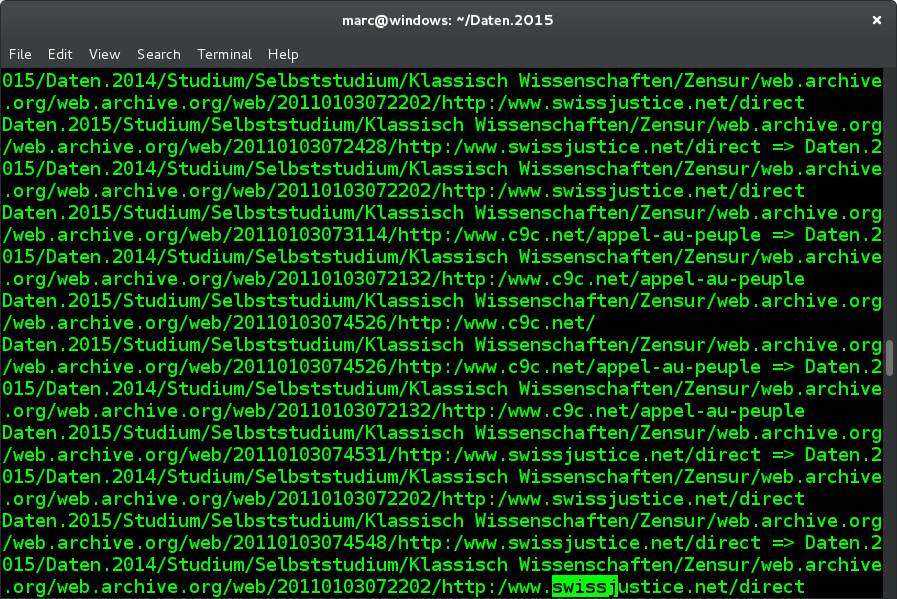 marc@windows: ~/Daten.2015
×
File Edit View Search Terminal Help
015/Daten.2014/Studium/Selbststudium/Klassisch Wissenschaften/Zensur/web.archive
.org/web.archive.org/web/20110103072202/http:/www.swissjustice.net/direct
Daten.2015/Studium/Selbststudium/Klassisch Wissenschaften/Zensur/web.archive.org
/web.archive.org/web/20110103072428/http:/www.swissjustice.net/direct => Daten.2
015/Daten.2014/Studium/Selbststudium/Klassisch Wissenschaften/Zensur/web.archive
.org/web.archive.org/web/20110103072202/http:/www.swissjustice.net/direct
Daten.2015/Studium/Selbststudium/Klassisch Wissenschaften/Zensur/web.archive.org
/web.archive.org/web/20110103073114/http:/www.c9c.net/appel-au-peuple => Daten.2
015/Daten.2014/Studium/Selbststudium/Klassisch Wissenschaften/Zensur/web.archive
.org/web.archive.org/web/20110103072132/http:/www.c9c.net/appel-au-peuple
Daten.2015/Studium/Selbststudium/Klassisch Wissenschaften/Zensur/web.archive.org
/web.archive.org/web/20110103074526/http:/www.c9c.net/
Daten.2015/Studium/Selbststudium/Klassisch Wissenschaften/Zensur/web.archive.org
/web.archive.org/web/20110103074526/http:/www.c9c.net/appel-au-peuple => Daten.2
015/Daten.2014/Studium/Selbststudium/Klassisch Wissenschaften/Zensur/web.archive
.org/web.archive.org/web/20110103072132/http:/www.c9c.net/appel-au-peuple
Daten.2015/Studium/Selbststudium/Klassisch Wissenschaften/Zensur/web.archive.org
/web.archive.org/web/20110103074531/http:/www.swissjustice.net/direct => Daten.2
015/Daten.2014/Studium/Selbststudium/Klassisch Wissenschaften/Zensur/web.archive
.org/web.archive.org/web/20110103072202/http:/www.swissjustice.net/direct
Daten.2015/Studium/Selbststudium/Klassisch Wissenschaften/Zensur/web.archive.org
/web.archive.org/web/20110103074548/http:/www.swissjustice.net/direct => Daten.2
015/Daten.2014/Studium/Selbststudium/Klassisch Wissenschaften/Zensur/web.archive
.org/web.archive.org/web/20110103072202/http:/www.swissjustice.net/direct